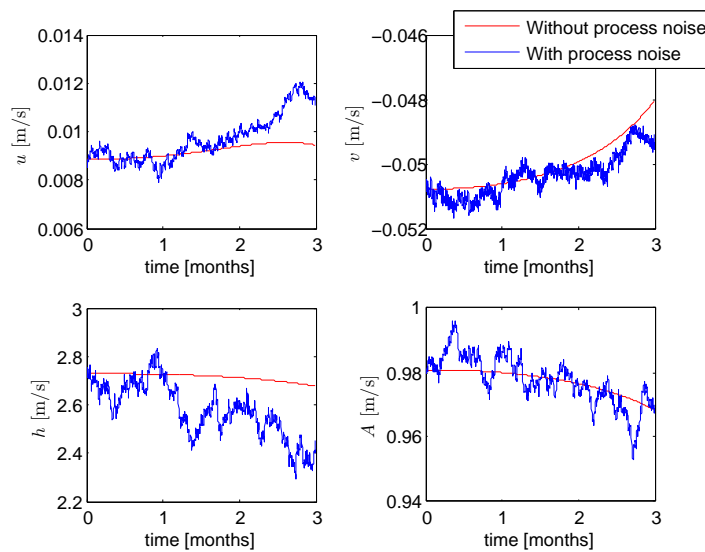 Without process noise
With process noise
0.014
0.012
0.01
0.008
0.006
u [m/s]
0 1 2 3
time [months]
−0.046
−0.048
−0.05
−0.052
v [m/s]
0 1 2 3
time [months]
3
2.8
2.6
2.4
2.2
h [m/s]
0 1 2 3
time [months]
1
0.98
0.96
0.94
A [m/s]
0 1 2 3
time [months]